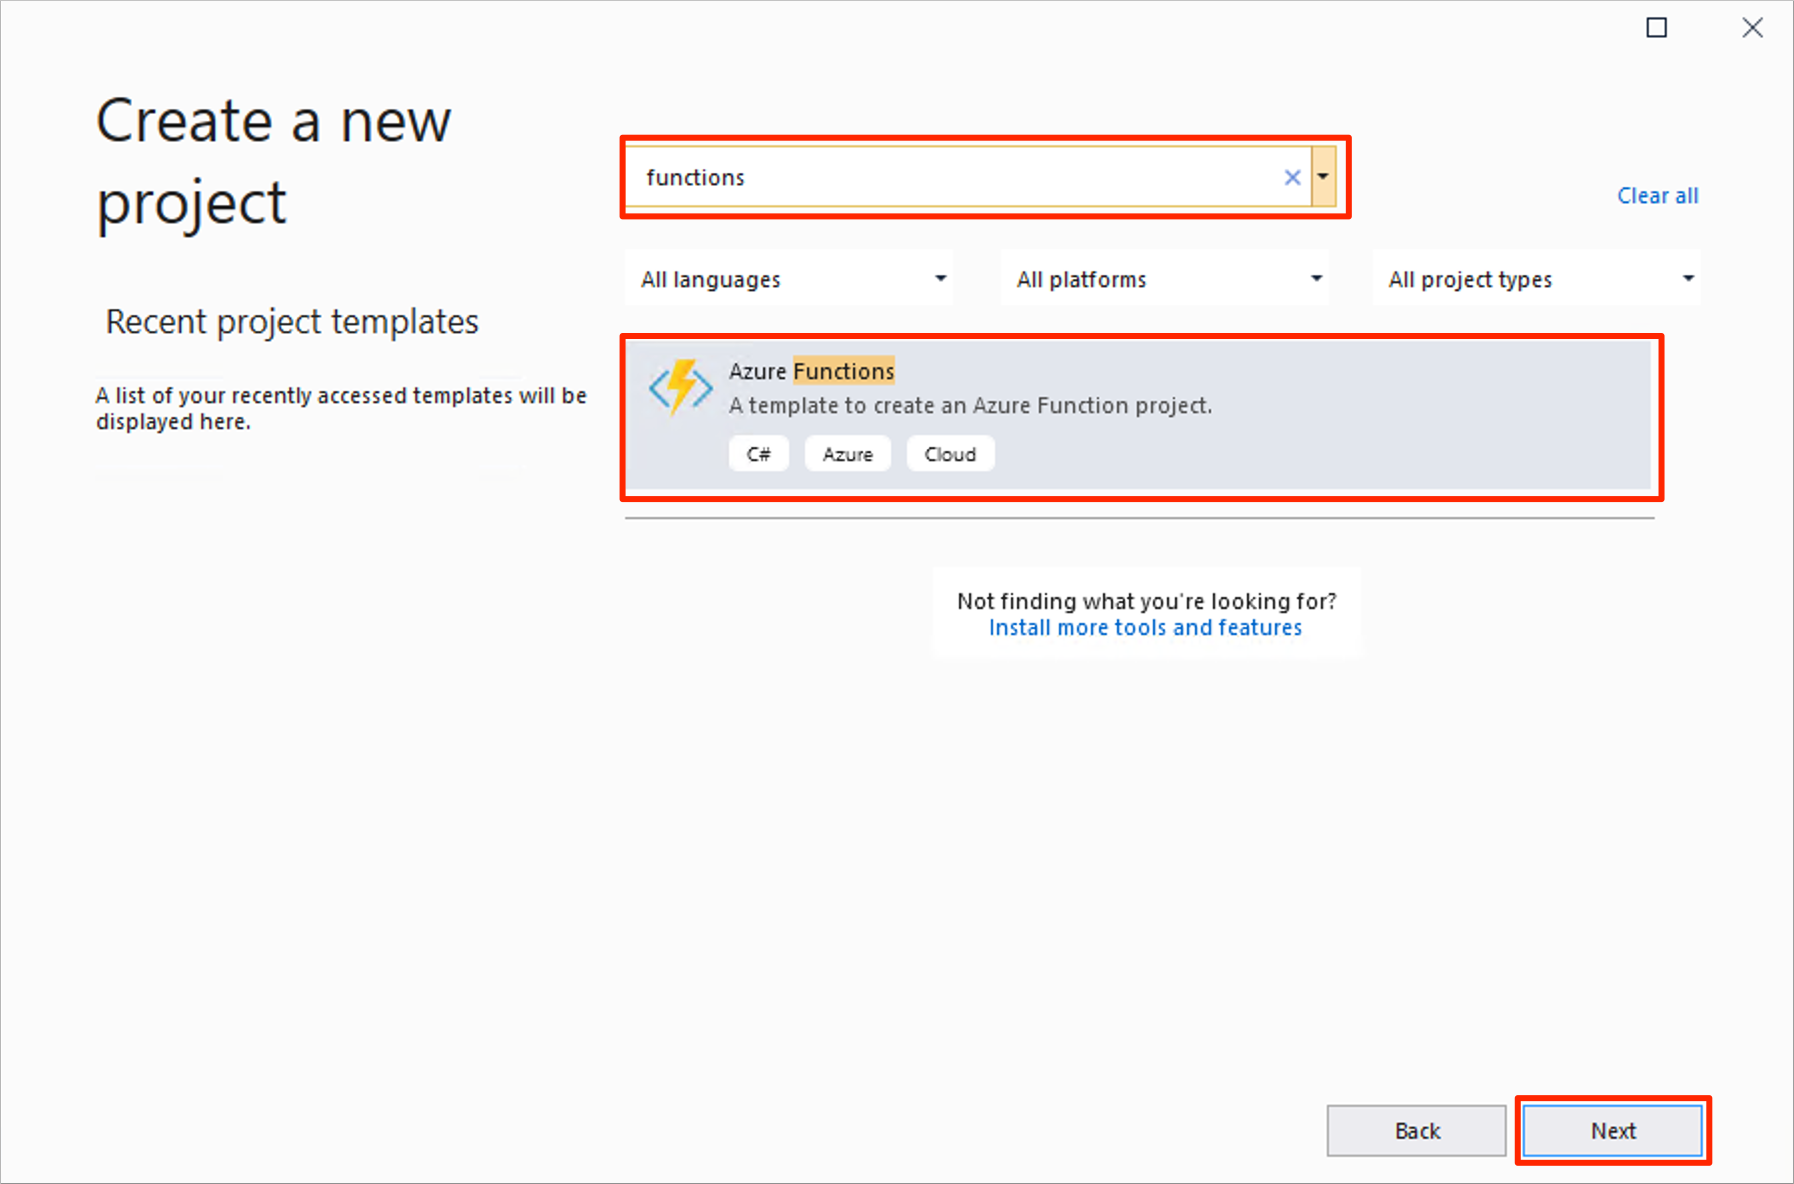 Create a new
project
Recent project templates
A list of your recently accessed templates will be
displayed here.
functions
Clear all
All languages
All platforms
All project types
Azure Functions
A template to create an Azure Function project.
C#
Azure
Cloud
Not finding what you're looking for?
Install more tools and features
Back
Next